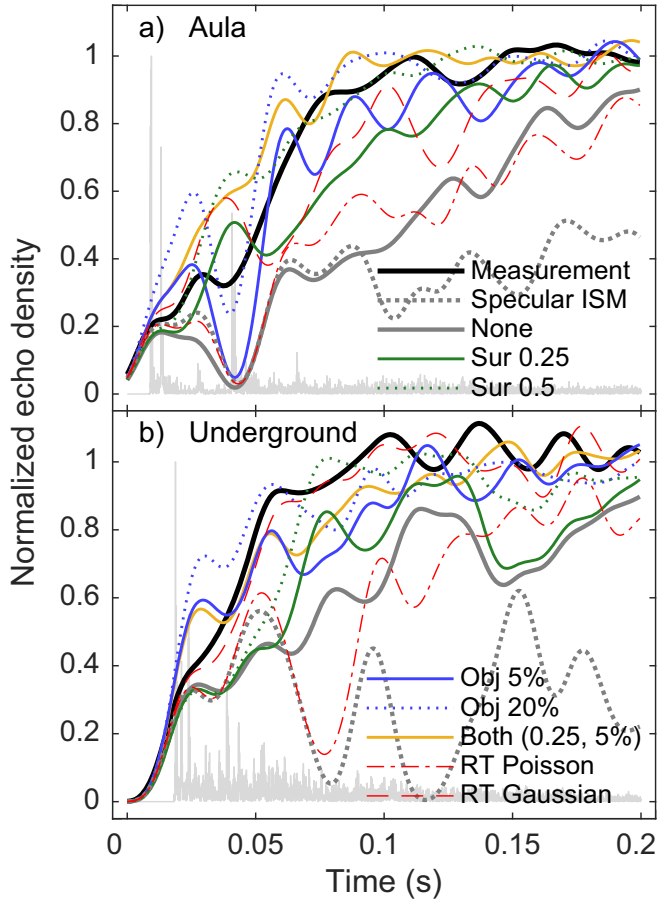 a) Aula
1
0.8
0.6
0.4
0.2
0
Measurement
Specular ISM
None
Sur 0.25
Sur 0.5
Normalized echo density
b) Underground
1
0.8
0.6
0.4
0.2
0
Obj 5%
Obj 20%
Both (0.25, 5%)
RT Poisson
RT Gaussian
0 0.05 0.1 0.15 0.2
Time (s)